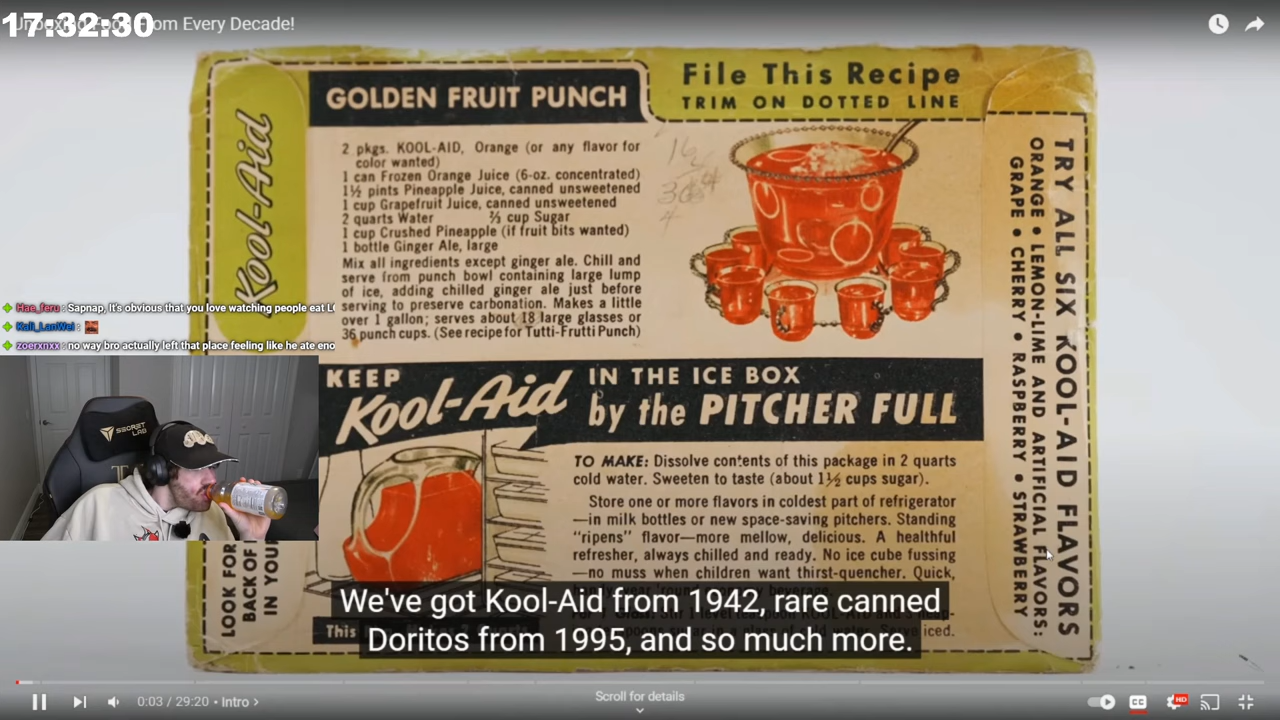 17:32:30
From Every Decade!
GOLDEN FRUIT PUNCH
File This Recipe
TRIM ON DOTTED LINE
Kool-Aid
2 pkgs. KOOL-AID, Orange (or any flavor for
color wanted)
1 can Frozen Orange Juice (6-oz. concentrated)
1½ pints Pineapple Juice, canned unsweetened
1 cup Grapefruit Juice, canned unsweetened
2 quarts Water ⅔ cup Sugar
1 cup Crushed Pineapple (if fruit bits wanted)
1 bottle Ginger Ale, large
Mix all ingredients except ginger ale. Chill and
serve from punch bowl containing large lump
of ice, adding chilled ginger ale just before
serving to preserve carbonation. Makes a little
over 1 gallon; serves about 18 large glasses or
36 punch cups. (See recipe for Tutti-Frutti Punch)
TRY ALL SIX KOOL-AID FLAVORS
ORANGE • LEMON-LIME AND ARTIFICIAL FLAVORS:
GRAPE • CHERRY • RASPBERRY • STRAWBERRY
Hae_feru: Sapnap, It's obvious that you love watching people eat
Kali_LanWei:
zoerxnxx: no way bro actually left that place feeling like he ate eno
KEEP
Kool-Aid
IN THE ICE BOX
by the PITCHER FULL
TO MAKE: Dissolve contents of this package in 2 quarts
cold water. Sweeten to taste (about 1½ cups sugar).
Store one or more flavors in coldest part of refrigerator
—in milk bottles or new space-saving pitchers. Standing
"ripens" flavor—more mellow, delicious. A healthful
refresher, always chilled and ready. No ice cube fussing
—no muss when children want thirst-quencher. Quick,
iced.
SECRET
LAB
LOOK FOR
BACK OF
IN YOUR
This
We've got Kool-Aid from 1942, rare canned
Doritos from 1995, and so much more.
0:03 / 29:20 • Intro >
Scroll for details
CC
HD